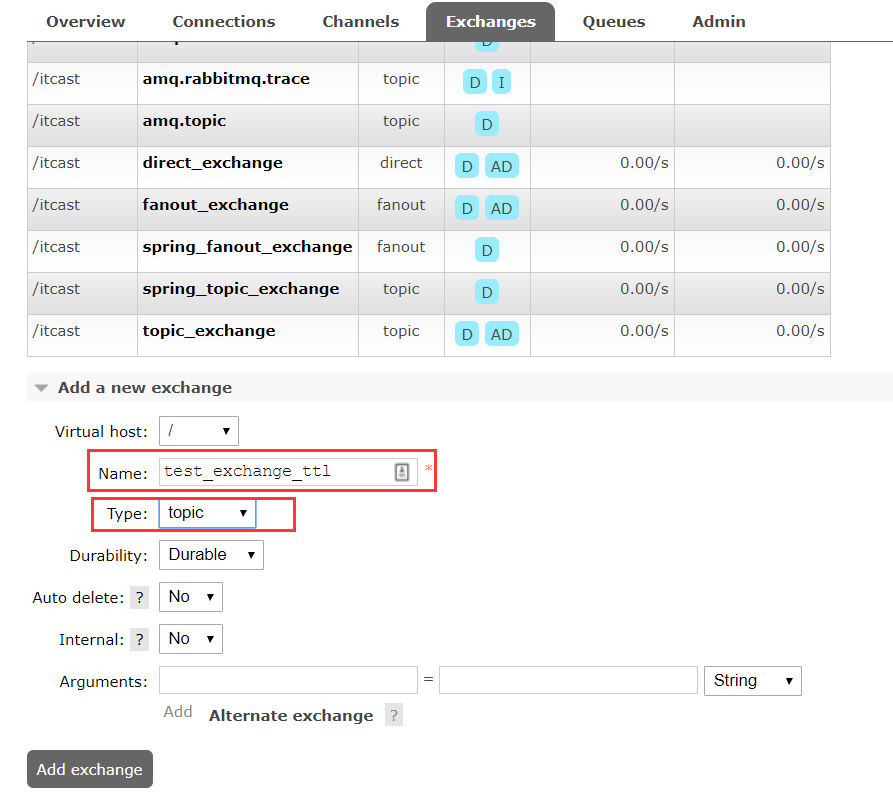 Overview Connections Channels Exchanges Queues Admin
/itcast amq.rabbitmq.trace topic D I
/itcast amq.topic topic D
/itcast direct_exchange direct D AD 0.00/s 0.00/s
/itcast fanout_exchange fanout D AD 0.00/s 0.00/s
/itcast spring_fanout_exchange fanout D 0.00/s 0.00/s
/itcast spring_topic_exchange topic D 0.00/s 0.00/s
/itcast topic_exchange topic D AD 0.00/s 0.00/s
Add a new exchange
Virtual host: /
Name: test_exchange_ttl *
Type: topic
Durability: Durable
Auto delete: ? No
Internal: ? No
Arguments: = String
Add Alternate exchange ?
Add exchange